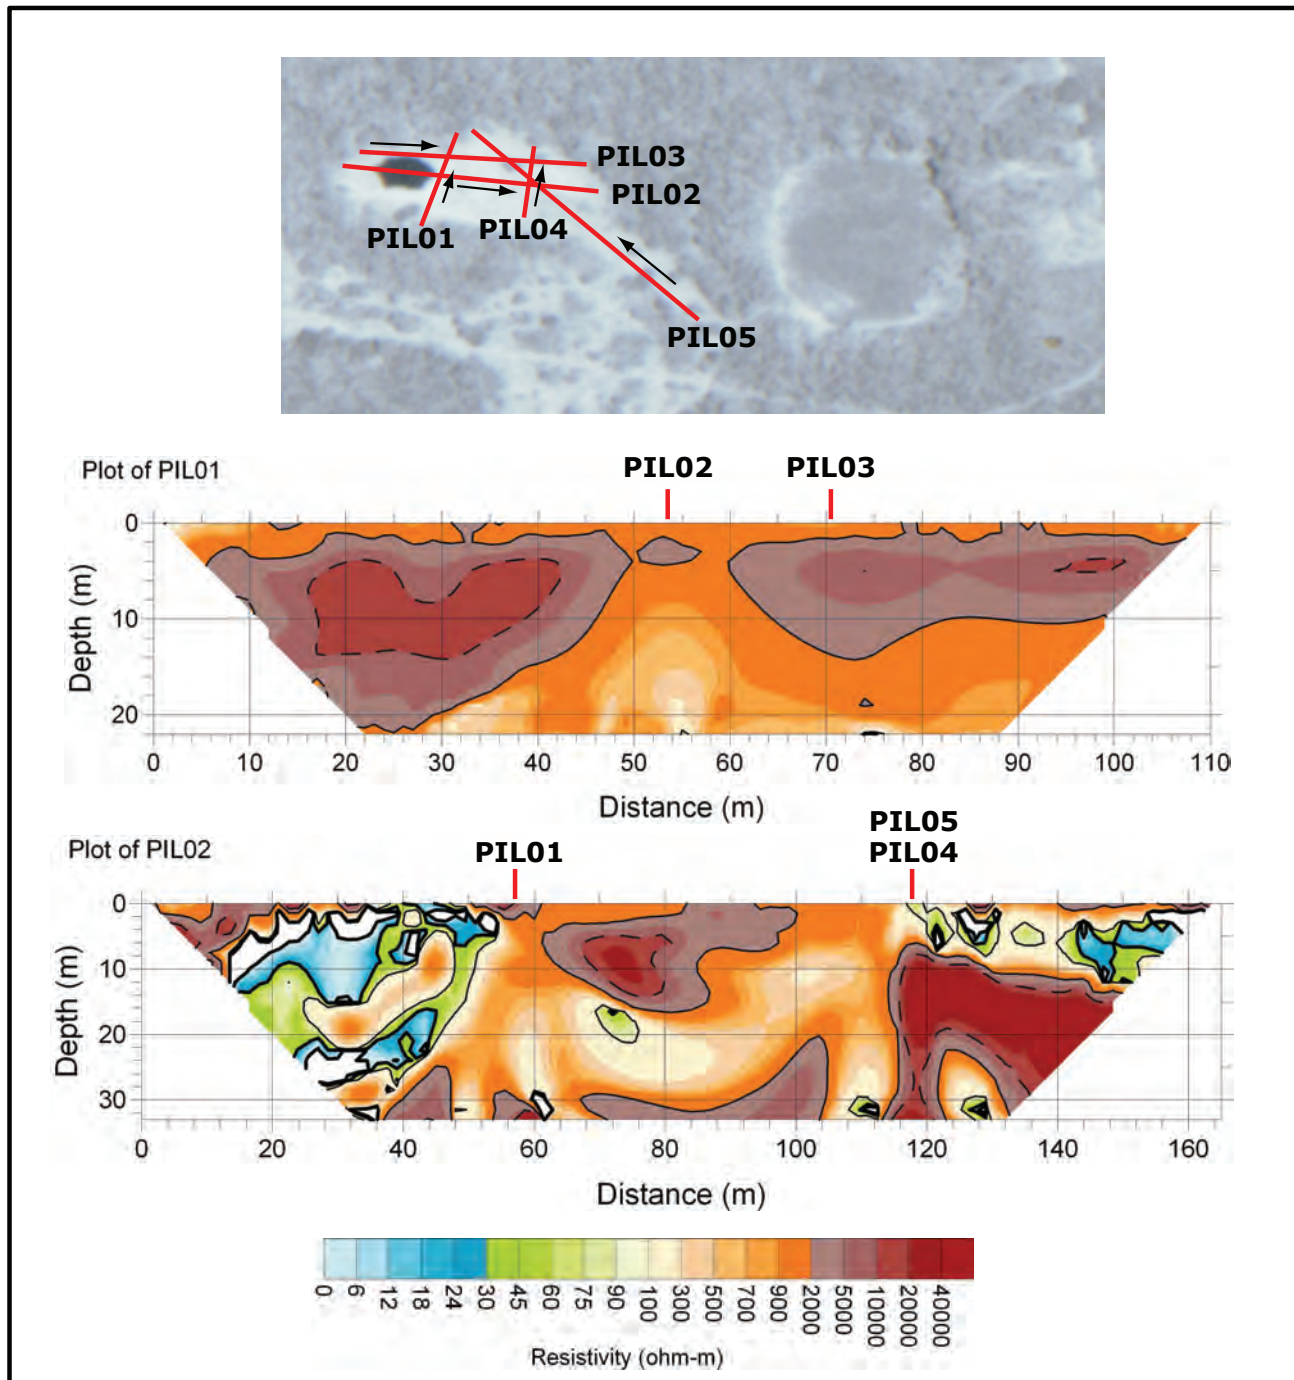 PIL03
PIL02
PIL01
PIL04
PIL05
Plot of PIL01
PIL02
PIL03
0
10
20
Depth (m)
0 10 20 30 40 50 60 70 80 90 100 110
Distance (m)
Plot of PIL02
PIL01
PIL05
PIL04
0
10
20
30
Depth (m)
0 20 40 60 80 100 120 140 160
Distance (m)
0 6 12 18 24 30 45 60 75 90 100 300 500 700 900 2000 5000 10000 20000 40000
Resistivity (ohm-m)